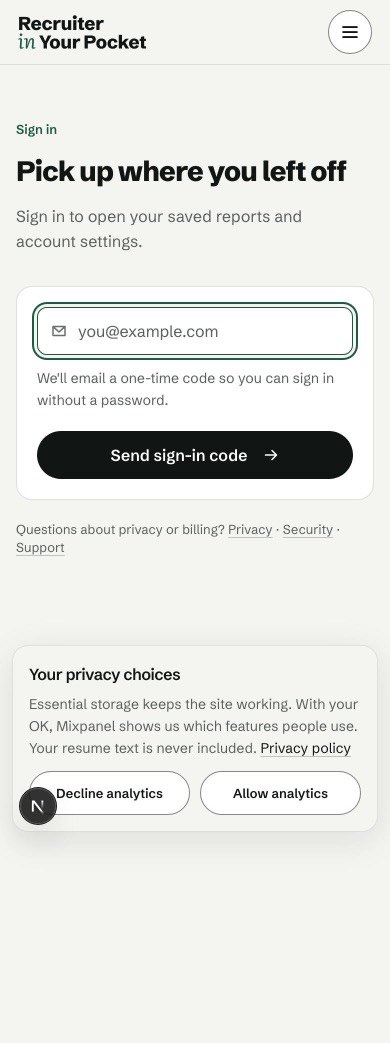 Recruiter
in Your Pocket
Sign in
Pick up where you left off
Sign in to open your saved reports and
account settings.
you@example.com
We'll email a one-time code so you can sign in
without a password.
Send sign-in code →
Questions about privacy or billing? Privacy · Security ·
Support
Your privacy choices
Essential storage keeps the site working. With your
OK, Mixpanel shows us which features people use.
Your resume text is never included. Privacy policy
Decline analytics
Allow analytics
N